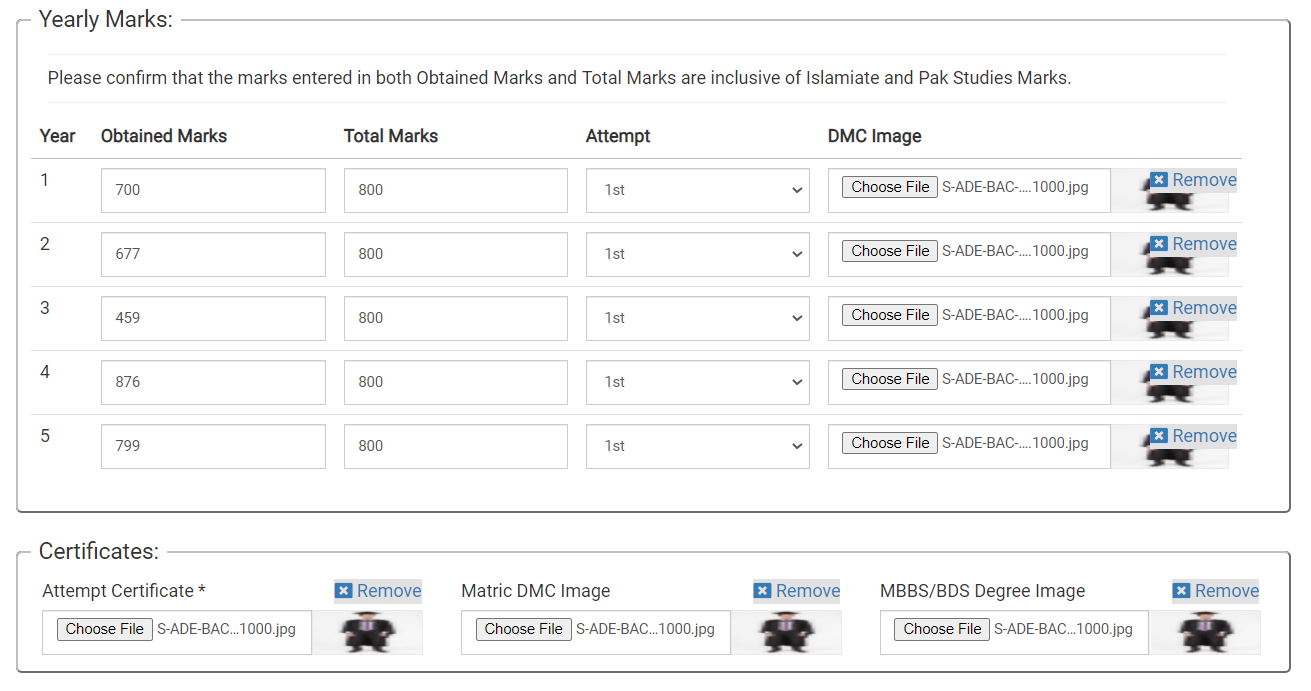 Yearly Marks:
Please confirm that the marks entered in both Obtained Marks and Total Marks are inclusive of Islamiate and Pak Studies Marks.
Year Obtained Marks Total Marks Attempt DMC Image
1 700 800 1st Choose File S-ADE-BAC-....1000.jpg Remove
2 677 800 1st Choose File S-ADE-BAC-....1000.jpg Remove
3 459 800 1st Choose File S-ADE-BAC-....1000.jpg Remove
4 876 800 1st Choose File S-ADE-BAC-....1000.jpg Remove
5 799 800 1st Choose File S-ADE-BAC-....1000.jpg Remove
Certificates:
Attempt Certificate * Remove Matric DMC Image Remove MBBS/BDS Degree Image Remove
Choose File S-ADE-BAC...1000.jpg Choose File S-ADE-BAC...1000.jpg Choose File S-ADE-BAC...1000.jpg